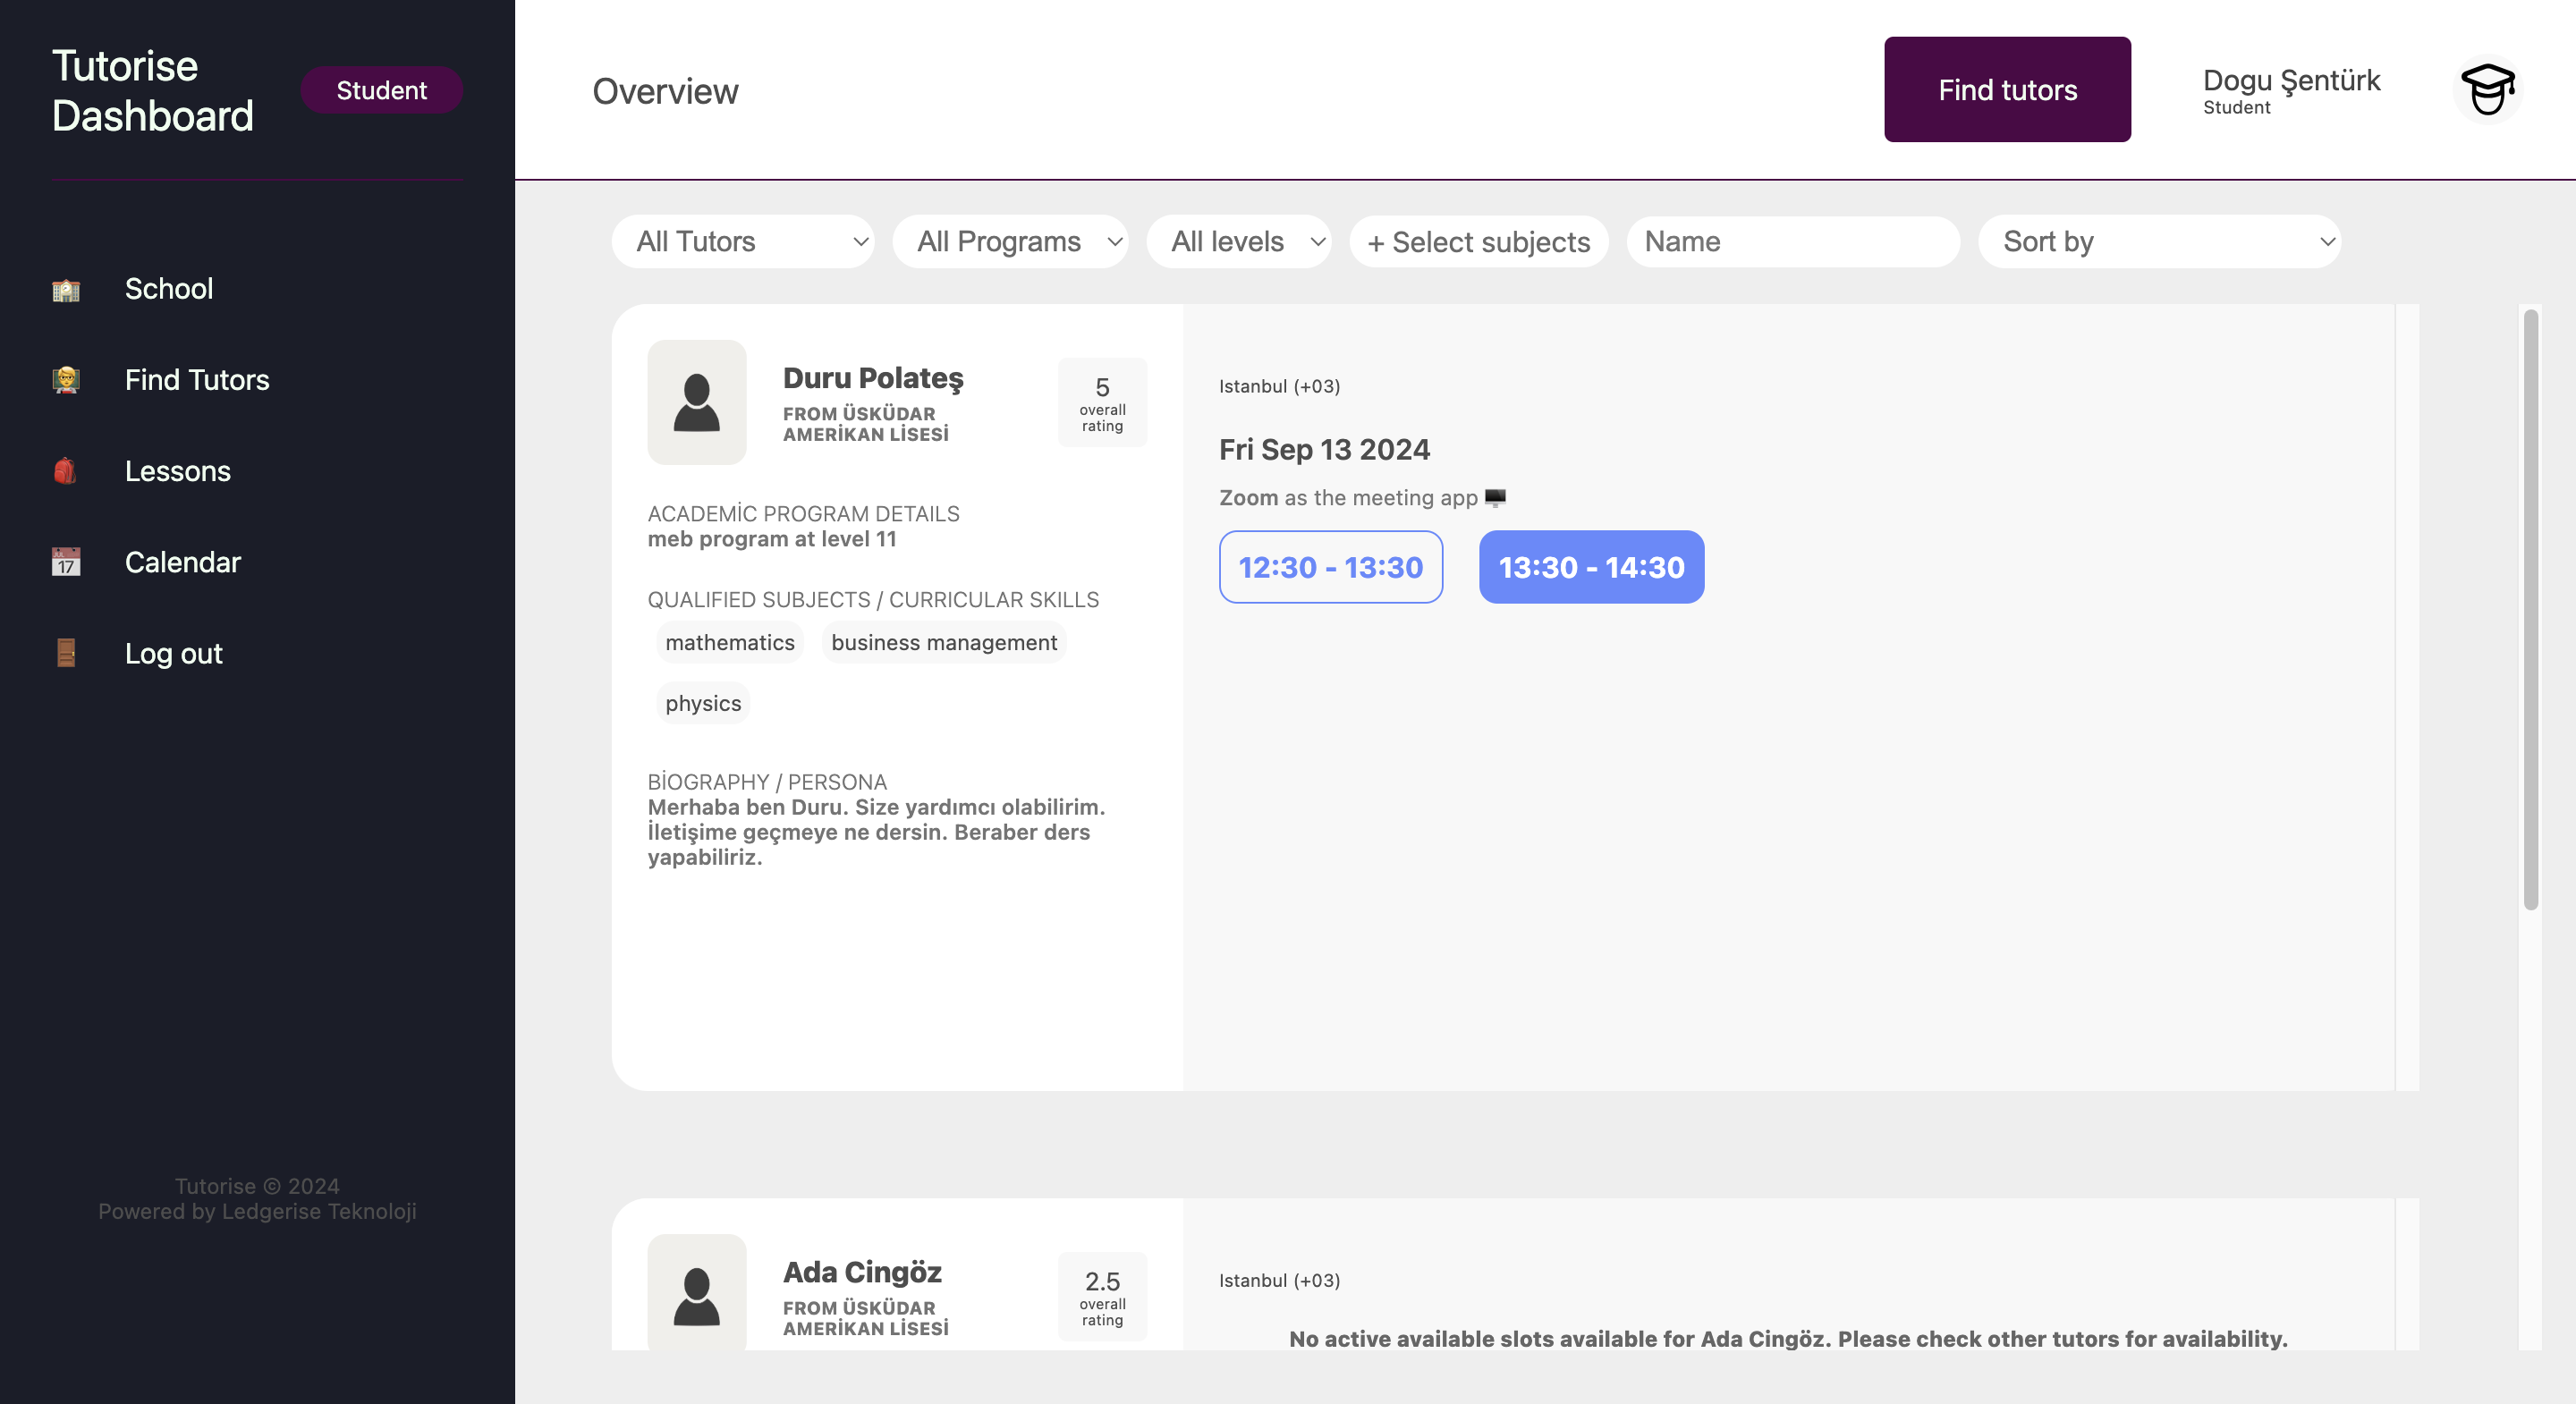 Tutorise
Dashboard
Student
School
Find Tutors
Lessons
JUL
17
Calendar
Log out
Tutorise © 2024
Powered by Ledgerise Teknoloji
Overview
Find tutors
Dogu Şentürk
Student
All Tutors
All Programs
All levels
+ Select subjects
Name
Sort by
Duru Polateş
FROM ÜSKÜDAR
AMERİKAN LİSESİ
5
overall
rating
ACADEMİC PROGRAM DETAILS
meb program at level 11
QUALIFIED SUBJECTS / CURRICULAR SKILLS
mathematics
business management
physics
BİOGRAPHY / PERSONA
Merhaba ben Duru. Size yardımcı olabilirim.
İletişime geçmeye ne dersin. Beraber ders
yapabiliriz.
Istanbul (+03)
Fri Sep 13 2024
Zoom as the meeting app
12:30 - 13:30
13:30 - 14:30
Ada Cingöz
FROM ÜSKÜDAR
AMERİKAN LİSESİ
2.5
overall
rating
Istanbul (+03)
No active available slots available for Ada Cingöz. Please check other tutors for availability.